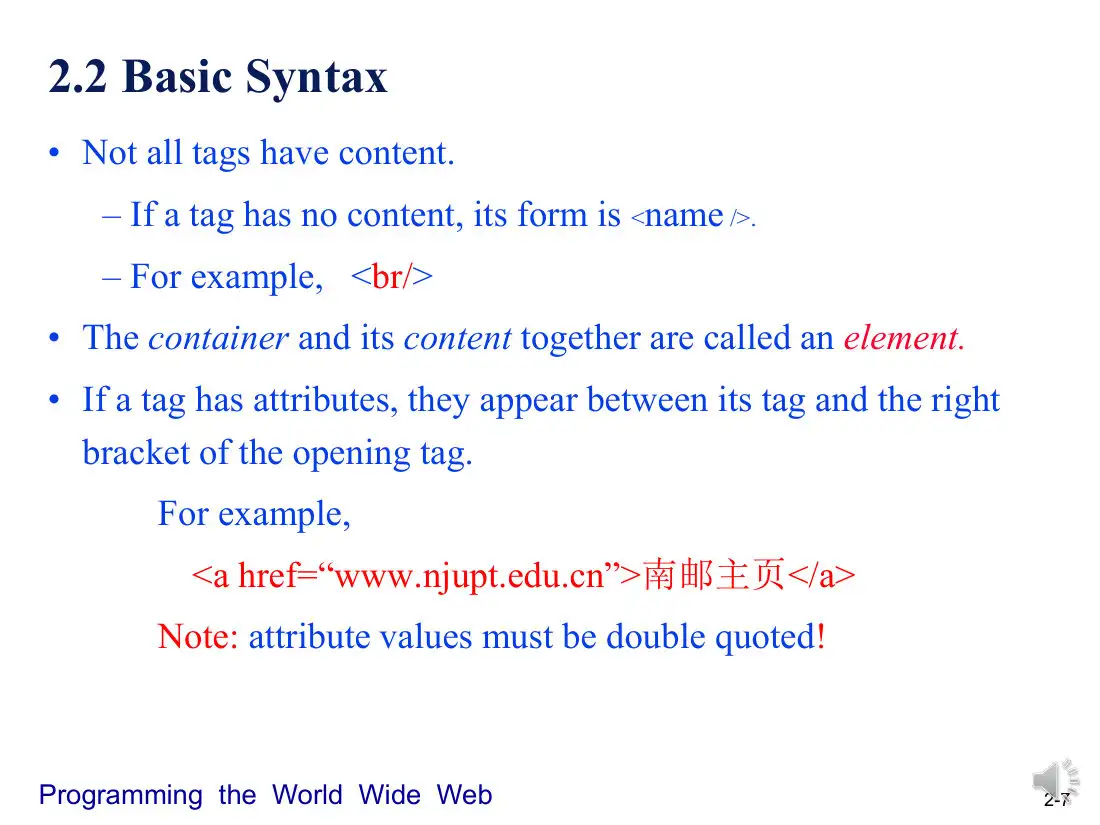 2.2 Basic Syntax
• Not all tags have content.
– If a tag has no content, its form is <name />.
– For example, <br/>
• The container and its content together are called an element.
• If a tag has attributes, they appear between its tag and the right
bracket of the opening tag.
For example,
<a href=“www.njupt.edu.cn”>南邮主页</a>
Note: attribute values must be double quoted!
Programming the World Wide Web
2-7